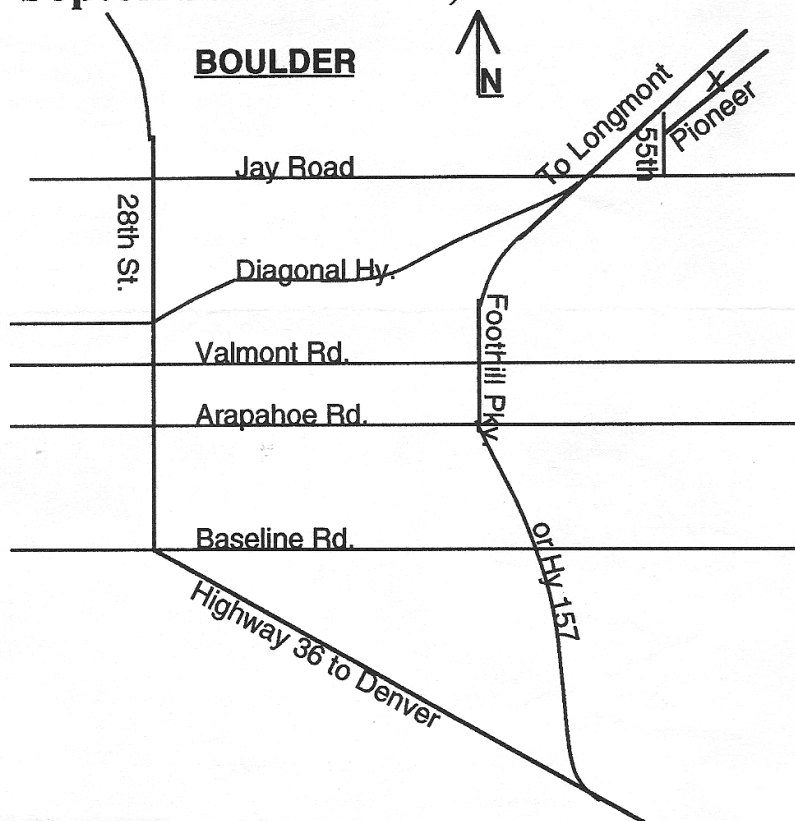 BOULDER
N
To Longmont
X
Pioneer
55th
Jay Road
28th St.
Diagonal Hy.
Foothill Pky.
Valmont Rd.
Arapahoe Rd.
Baseline Rd.
or Hy 157
Highway 36 to Denver